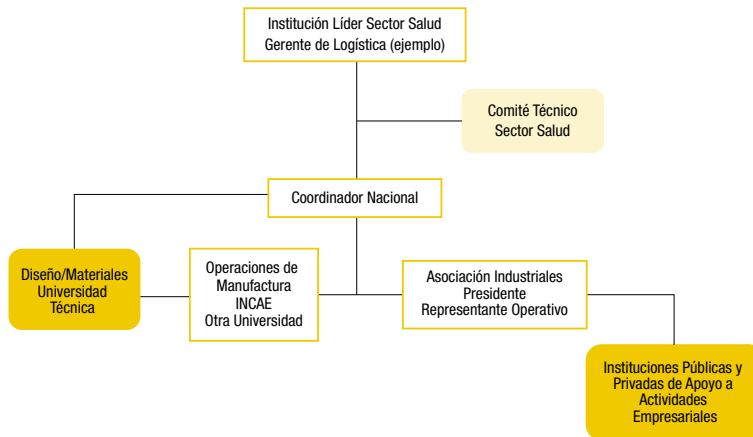 Institución Líder Sector Salud
Gerente de Logística (ejemplo)
Comité Técnico
Sector Salud
Coordinador Nacional
Diseño/Materiales
Universidad
Técnica
Operaciones de
Manufactura
INCAE
Otra Universidad
Asociación Industriales
Presidente
Representante Operativo
Instituciones Públicas y
Privadas de Apoyo a
Actividades
Empresariales